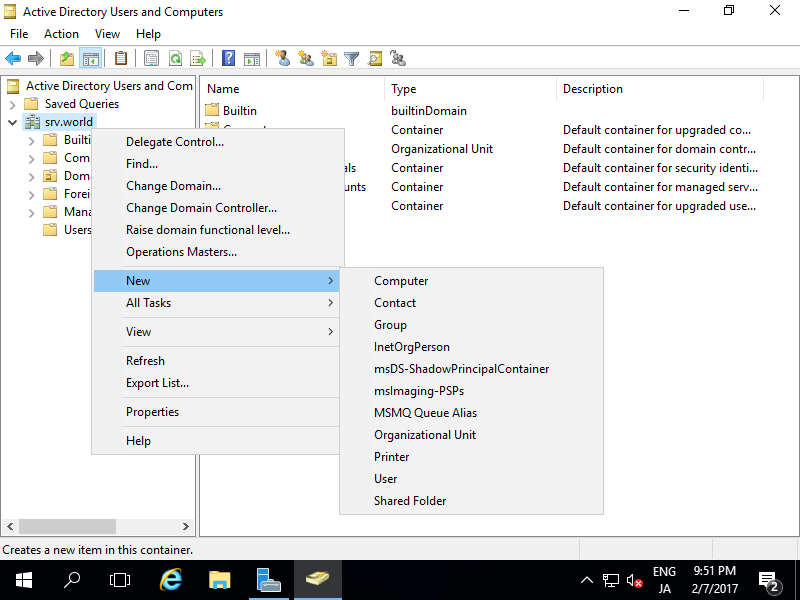 Active Directory Users and Computers
File Action View Help
Active Directory Users and Com
Saved Queries
srv.world
Builti
Com
Dom
Forei
Mana
Users
Name Type Description
Builtin builtinDomain
Container Default container for upgraded co...
Organizational Unit Default container for domain contr...
als Container Default container for security identi...
unts Container Default container for managed serv...
Container Default container for upgraded use...
Delegate Control...
Find...
Change Domain...
Change Domain Controller...
Raise domain functional level...
Operations Masters...
New
All Tasks
View
Refresh
Export List...
Properties
Help
Computer
Contact
Group
InetOrgPerson
msDS-ShadowPrincipalContainer
msImaging-PSPs
MSMQ Queue Alias
Organizational Unit
Printer
User
Shared Folder
Creates a new item in this container.
ENG
JA
9:51 PM
2/7/2017
2